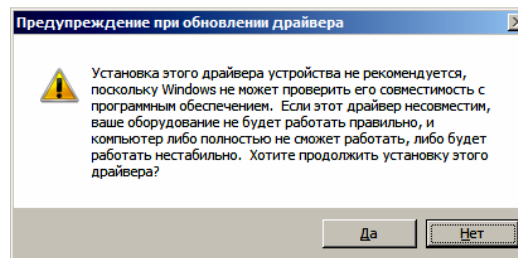 Предупреждение при обновлении драйвера
Установка этого драйвера устройства не рекомендуется,
поскольку Windows не может проверить его совместимость с
программным обеспечением. Если этот драйвер несовместим,
ваше оборудование не будет работать правильно, и
компьютер либо полностью не сможет работать, либо будет
работать нестабильно. Хотите продолжить установку этого
драйвера?
Да
Нет